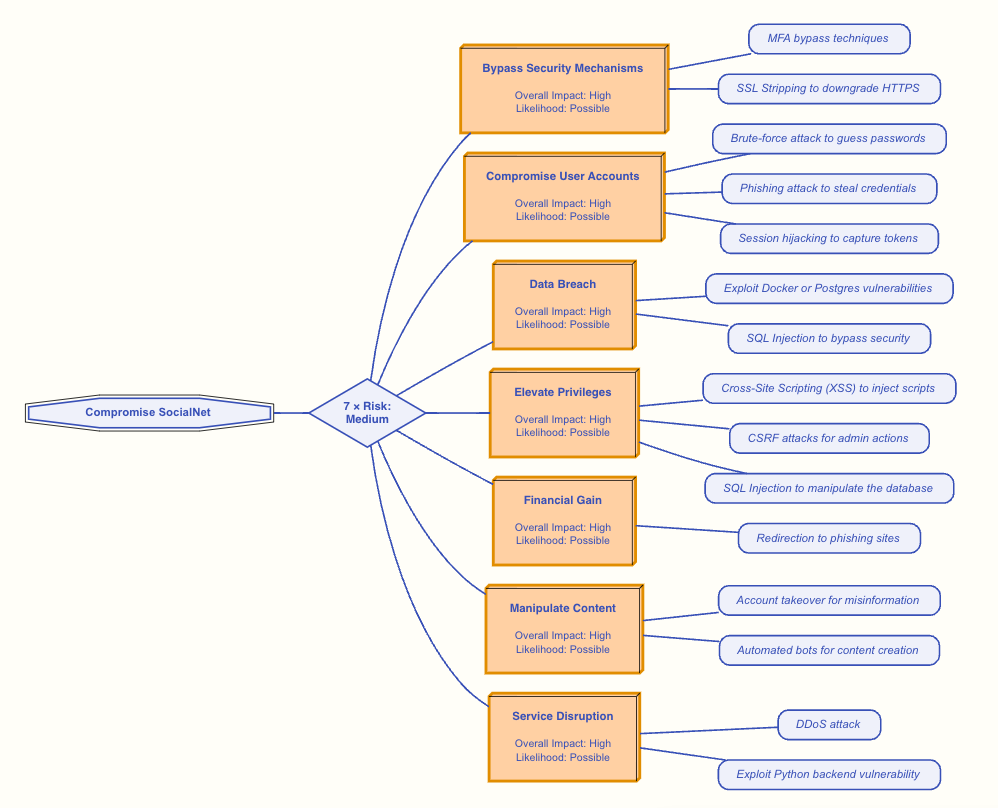 Compromise SocialNet
7 × Risk:
Medium
Bypass Security Mechanisms
Overall Impact: High
Likelihood: Possible
MFA bypass techniques
SSL Stripping to downgrade HTTPS
Compromise User Accounts
Overall Impact: High
Likelihood: Possible
Brute-force attack to guess passwords
Phishing attack to steal credentials
Session hijacking to capture tokens
Data Breach
Overall Impact: High
Likelihood: Possible
Exploit Docker or Postgres vulnerabilities
SQL Injection to bypass security
Elevate Privileges
Overall Impact: High
Likelihood: Possible
Cross-Site Scripting (XSS) to inject scripts
CSRF attacks for admin actions
SQL Injection to manipulate the database
Financial Gain
Overall Impact: High
Likelihood: Possible
Redirection to phishing sites
Manipulate Content
Overall Impact: High
Likelihood: Possible
Account takeover for misinformation
Automated bots for content creation
Service Disruption
Overall Impact: High
Likelihood: Possible
DDoS attack
Exploit Python backend vulnerability